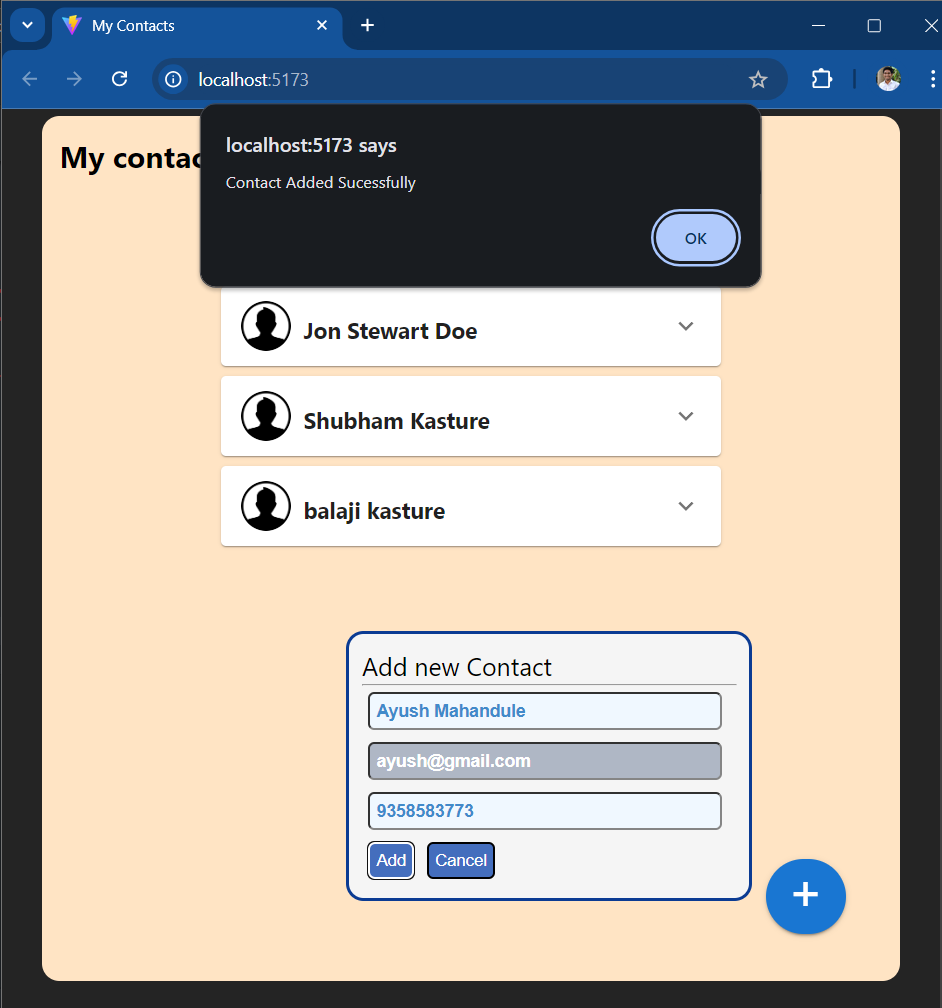 My Contacts
localhost:5173
localhost:5173 says
Contact Added Sucessfully
OK
My contac
Jon Stewart Doe
Shubham Kasture
balaji kasture
Add new Contact
Ayush Mahandule
ayush@gmail.com
9358583773
Add Cancel